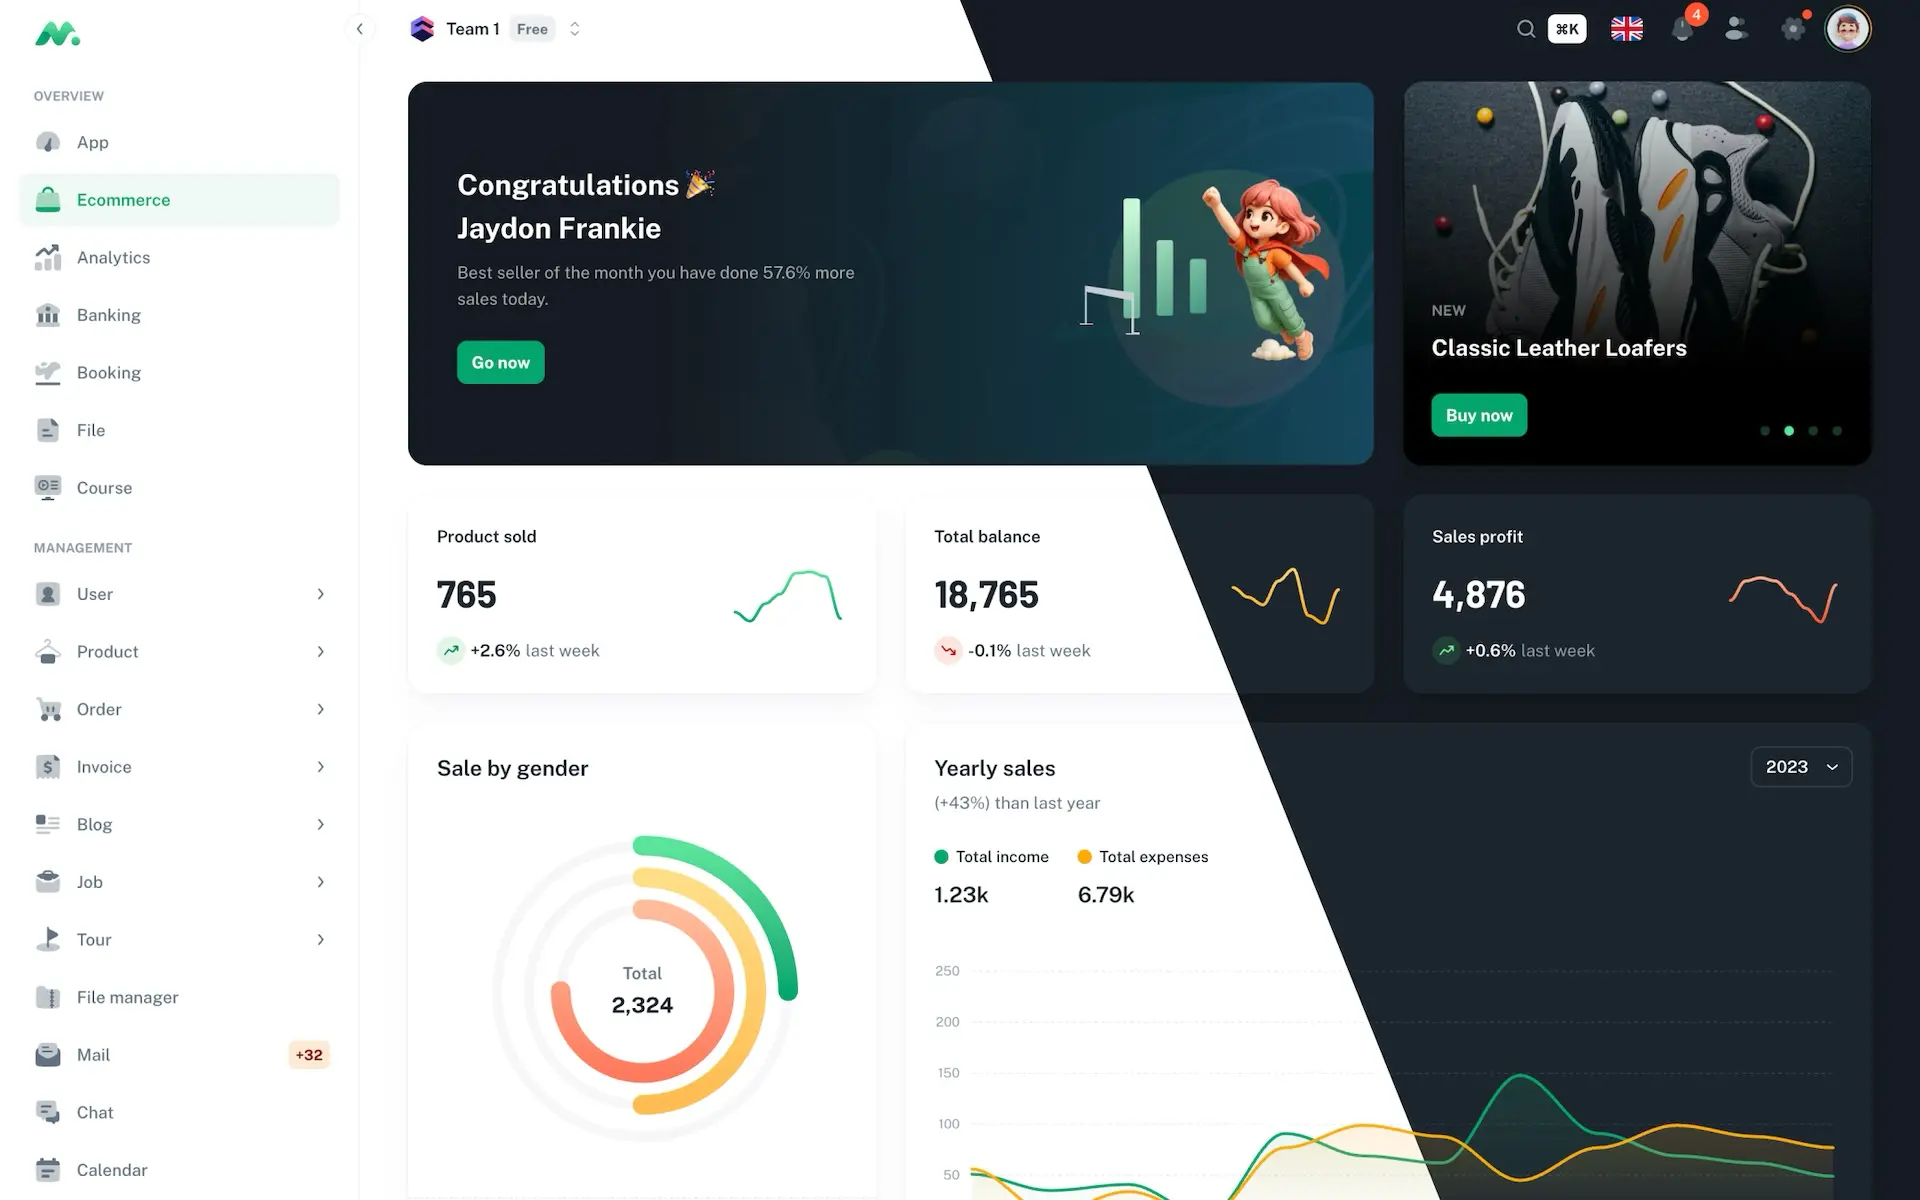 OVERVIEW
App
Ecommerce
Analytics
Banking
Booking
File
Course
MANAGEMENT
User
Product
Order
Invoice
Blog
Job
Tour
File manager
Mail
+32
Chat
Calendar
Team 1 Free
⌘K
4
Congratulations 🎉
Jaydon Frankie
Best seller of the month you have done 57.6% more
sales today.
Go now
NEW
Classic Leather Loafers
Buy now
Product sold
765
+2.6% last week
Total balance
18,765
-0.1% last week
Sales profit
4,876
+0.6% last week
Sale by gender
Total
2,324
Yearly sales
(+43%) than last year
2023
Total income
1.23k
Total expenses
6.79k
250
200
150
100
50